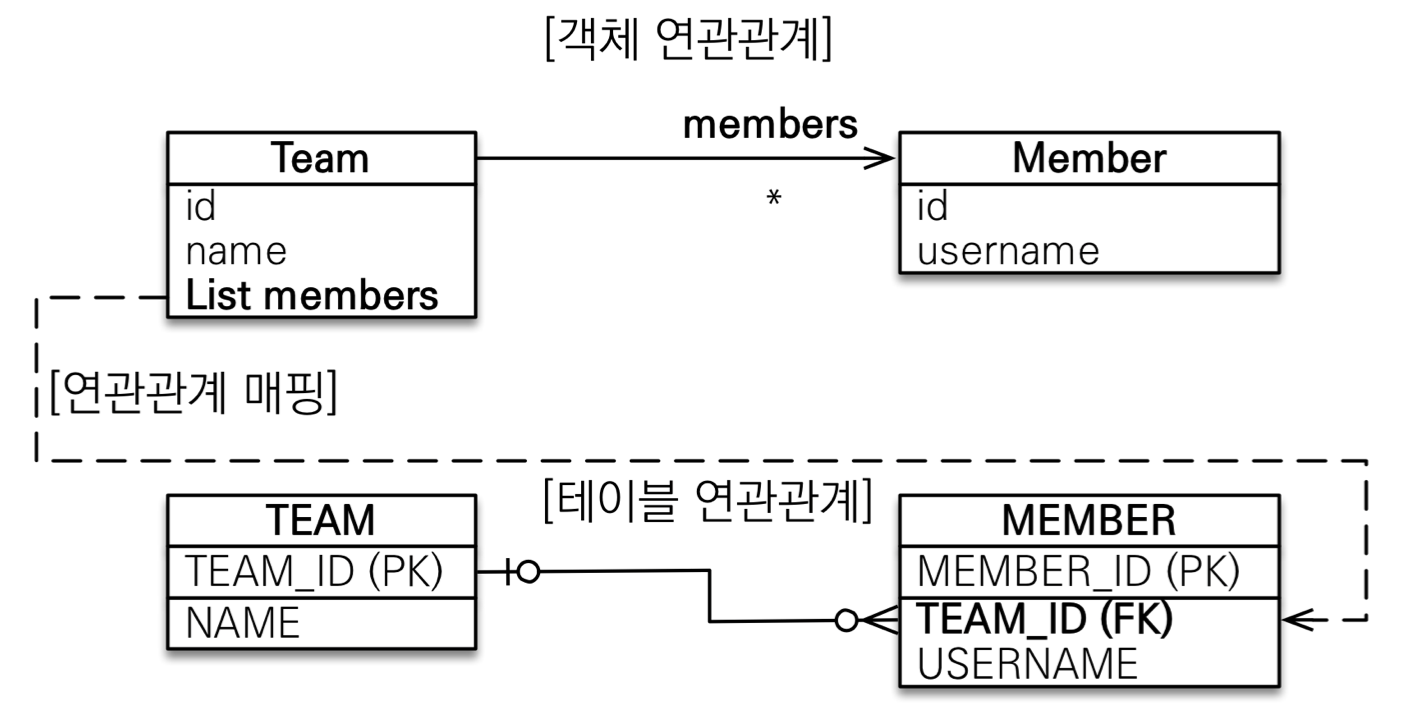 [객체 연관관계]
members
Team
Member
*
id
name
List members
id
username
[연관관계 매핑]
[테이블 연관관계]
TEAM
TEAM_ID (PK)
NAME
MEMBER
MEMBER_ID (PK)
TEAM_ID (FK)
USERNAME